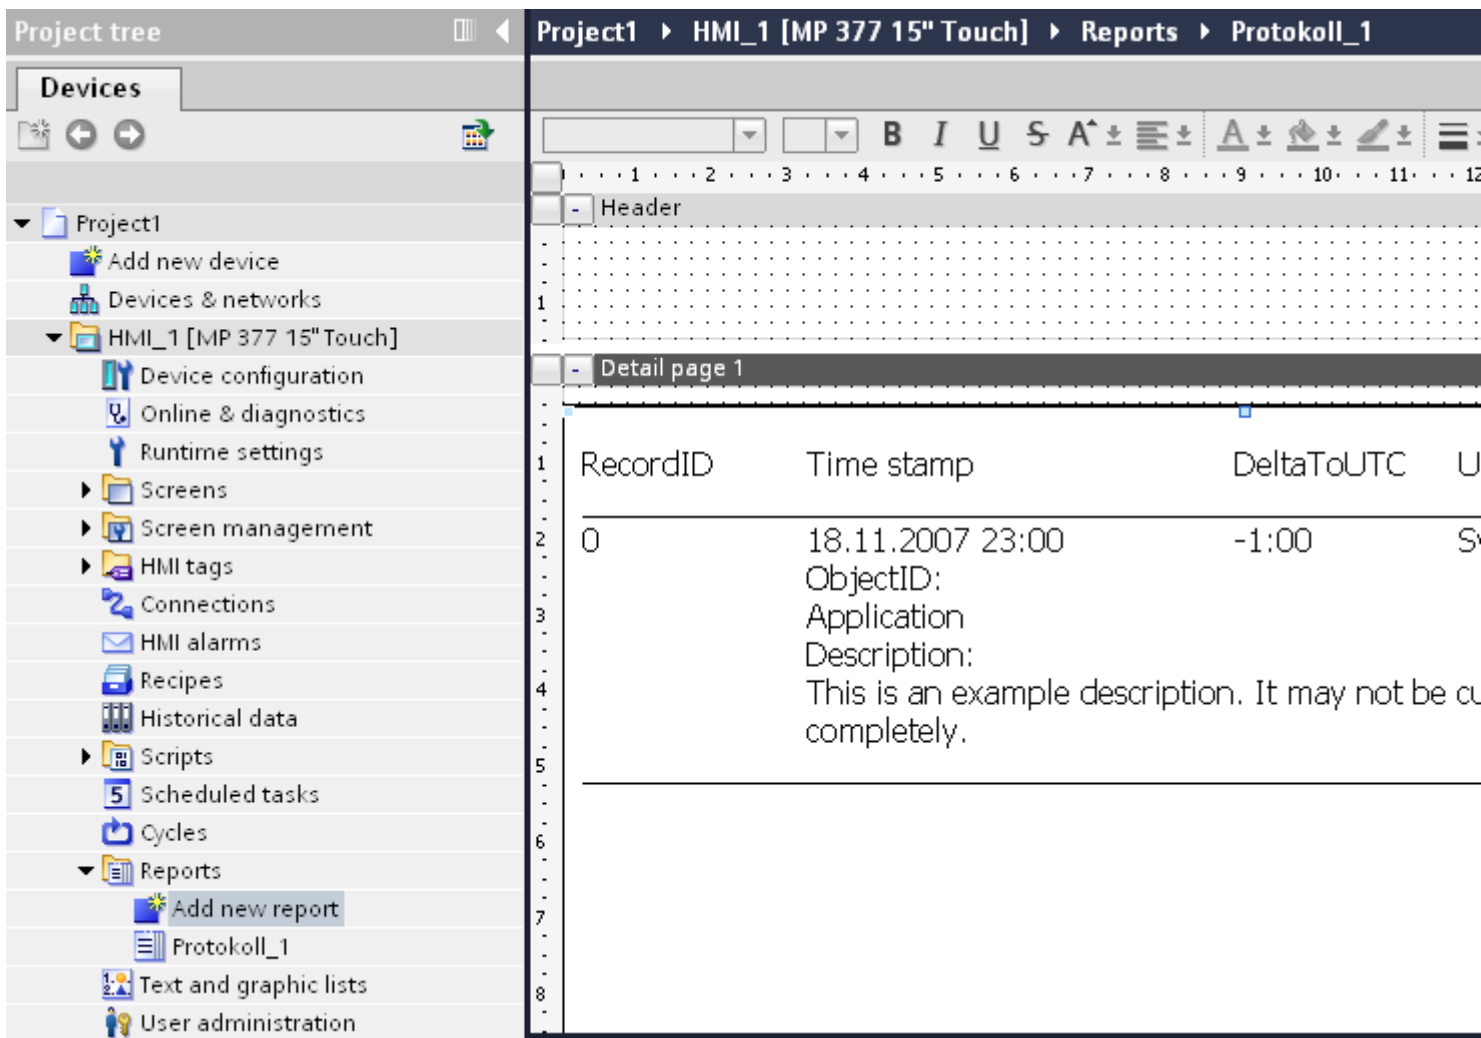 Project tree
Devices
Project1
Add new device
Devices & networks
HMI_1 [MP 377 15" Touch]
Device configuration
Online & diagnostics
Runtime settings
Screens
Screen management
HMI tags
Connections
HMI alarms
Recipes
Historical data
Scripts
Scheduled tasks
Cycles
Reports
Add new report
Protokoll_1
Text and graphic lists
User administration
Project1 HMI_1 [MP 377 15" Touch] Reports Protokoll_1
B I U S A A
1 2 3 4 5 6 7 8 9 10 11 12
- Header
1
- Detail page 1
1 RecordID Time stamp DeltaToUTC
2 0 18.11.2007 23:00 -1:00
ObjectID:
3 Application
Description:
4 This is an example description. It may not be
completely.
5
6
7
8